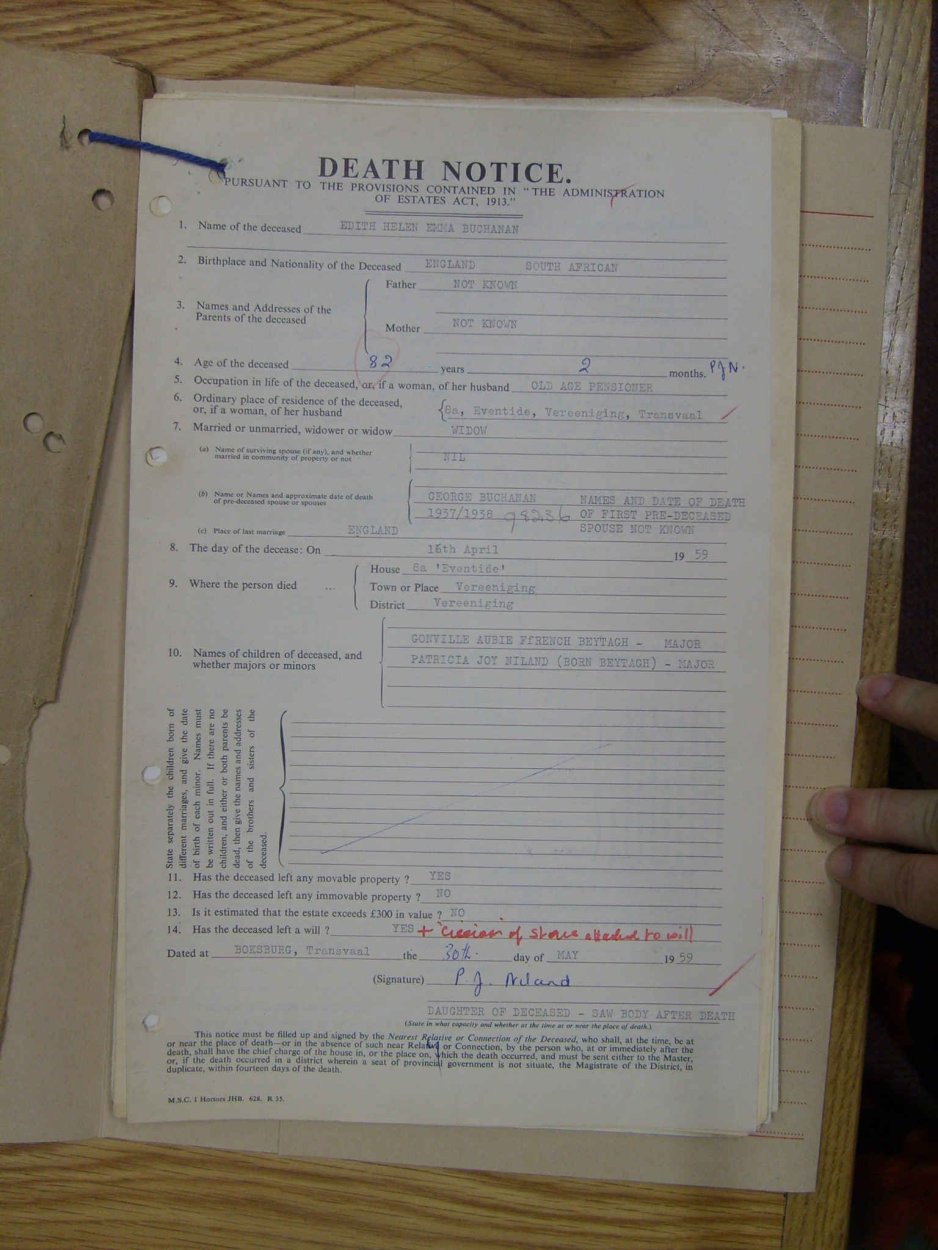 DEATH NOTICE.
PURSUANT TO THE PROVISIONS CONTAINED IN "THE ADMINISTRATION
OF ESTATES ACT, 1913."
1. Name of the deceased EDITH HELEN EMMA BUCHANAN
2. Birthplace and Nationality of the Deceased ENGLAND SOUTH AFRICAN
3. Names and Addresses of the
Parents of the deceased
Father NOT KNOWN
Mother NOT KNOWN
4. Age of the deceased 82 years 2 months. PJN.
5. Occupation in life of the deceased, or, if a woman, of her husband OLD AGE PENSIONER
6. Ordinary place of residence of the deceased,
or, if a woman, of her husband
8a, Eventide, Vereeniging, Transvaal
7. Married or unmarried, widower or widow WIDOW
(a) Name of surviving spouse (if any), and whether
married in community of property or not
NIL
(b) Name or Names and approximate date of death
of pre-deceased spouse or spouses
GEORGE BUCHANAN NAMES AND DATE OF DEATH
1937/1938 98236 OF FIRST PRE-DECEASED
SPOUSE NOT KNOWN
(c) Place of last marriage ENGLAND
8. The day of the decease: On 16th April 19 59
9. Where the person died ...
House 8a 'Eventide'
Town or Place Vereeniging
District Vereeniging
10. Names of children of deceased, and
whether majors or minors
GONVILLE AUBIE FfRENCH BEYTAGH - MAJOR
PATRICIA JOY NILAND (BORN BEYTAGH) - MAJOR
State separately the children born of
different marriages, and give the date
of birth of each minor. Names must
be written out in full. If there are no
children, and either or both parents be
dead, then give the names and addresses
of the brothers and sisters of the
deceased.
11. Has the deceased left any movable property ? YES
12. Has the deceased left any immovable property ? NO
13. Is it estimated that the estate exceeds £300 in value ? NO
14. Has the deceased left a will ? YES + of attached to will
Dated at BOKSBURG, Transvaal the 30th. day of MAY 19 59
(Signature) P. J. Niland
DAUGHTER OF DECEASED - SAW BODY AFTER DEATH
(State in what capacity and whether at the time at or near the place of death.)
This notice must be filled up and signed by the Nearest Relative or Connection of the Deceased, who shall, at the time, be at
or near the place of death—or in the absence of such near Relative or Connection, by the person who, at or immediately after the
death, shall have the chief charge of the house in, or the place on, which the death occurred, and must be sent either to the Master,
or, if the death occurred in a district wherein a seat of provincial government is not situate, the Magistrate of the District, in
duplicate, within fourteen days of the death.
M.S.C. 1 Hortors JHB. 628. R 35.